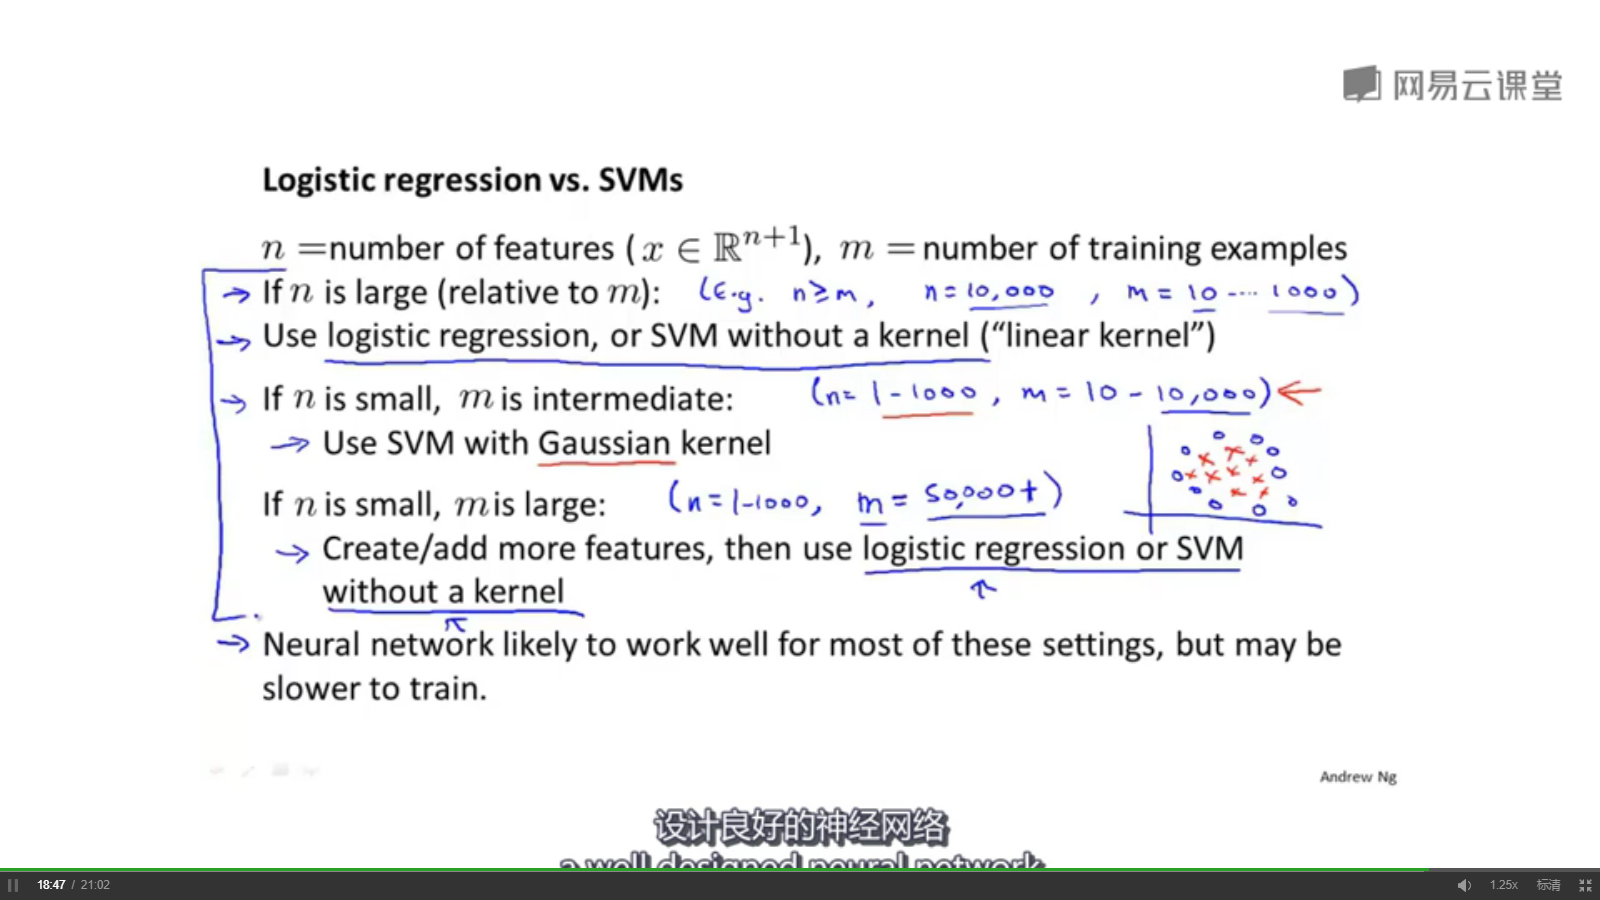 网易云课堂
Logistic regression vs. SVMs
n =number of features ( x ∈ ℝⁿ⁺¹), m = number of training examples
If n is large (relative to m): (E.g. n ≥ m, n = 10,000 , m = 10 ... 1000)
Use logistic regression, or SVM without a kernel (“linear kernel”)
If n is small, m is intermediate: (n = 1 - 1000 , m = 10 - 10,000)
Use SVM with Gaussian kernel
If n is small, m is large: (n = 1-1000, m = 50,000+)
Create/add more features, then use logistic regression or SVM
without a kernel
Neural network likely to work well for most of these settings, but may be
slower to train.
Andrew Ng
设计良好的神经网络
a well designed neural network
18:47 / 21:02 1.25x 标清